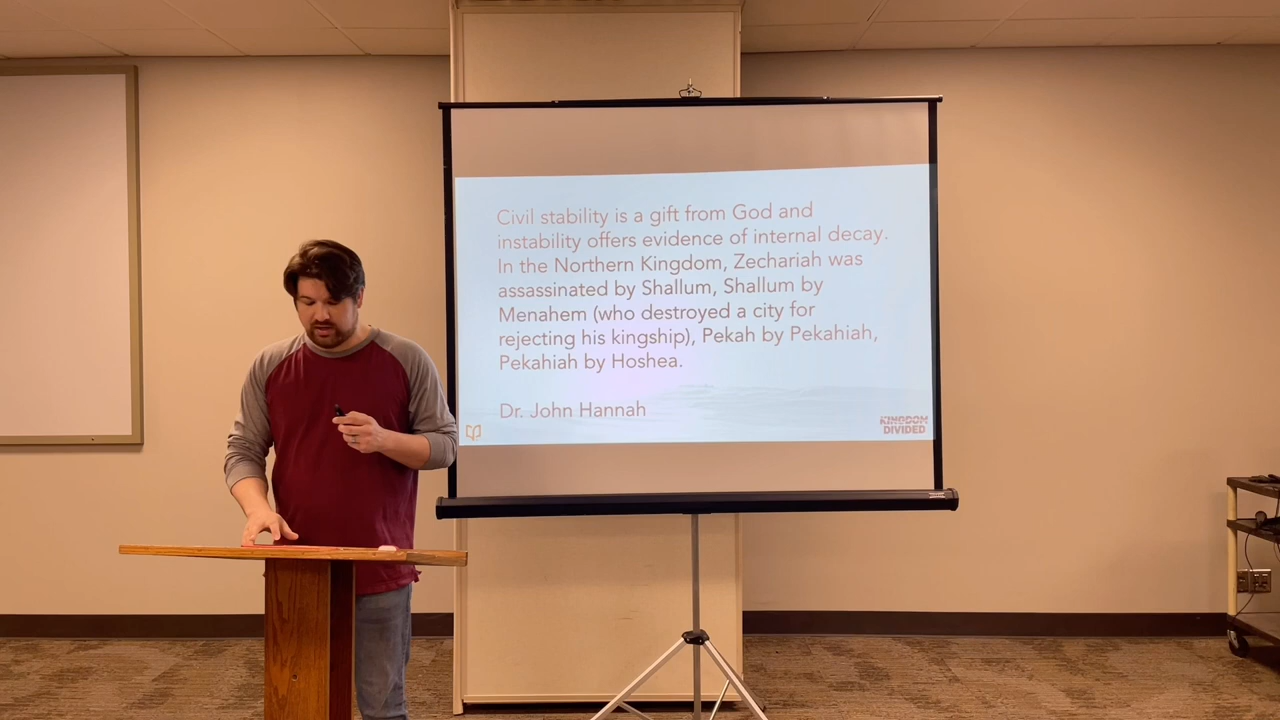 Civil stability is a gift from God and
instability offers evidence of internal decay.
In the Northern Kingdom, Zechariah was
assassinated by Shallum, Shallum by
Menahem (who destroyed a city for
rejecting his kingship), Pekah by Pekahiah,
Pekahiah by Hoshea.
Dr. John Hannah
KINGDOM
DIVIDED